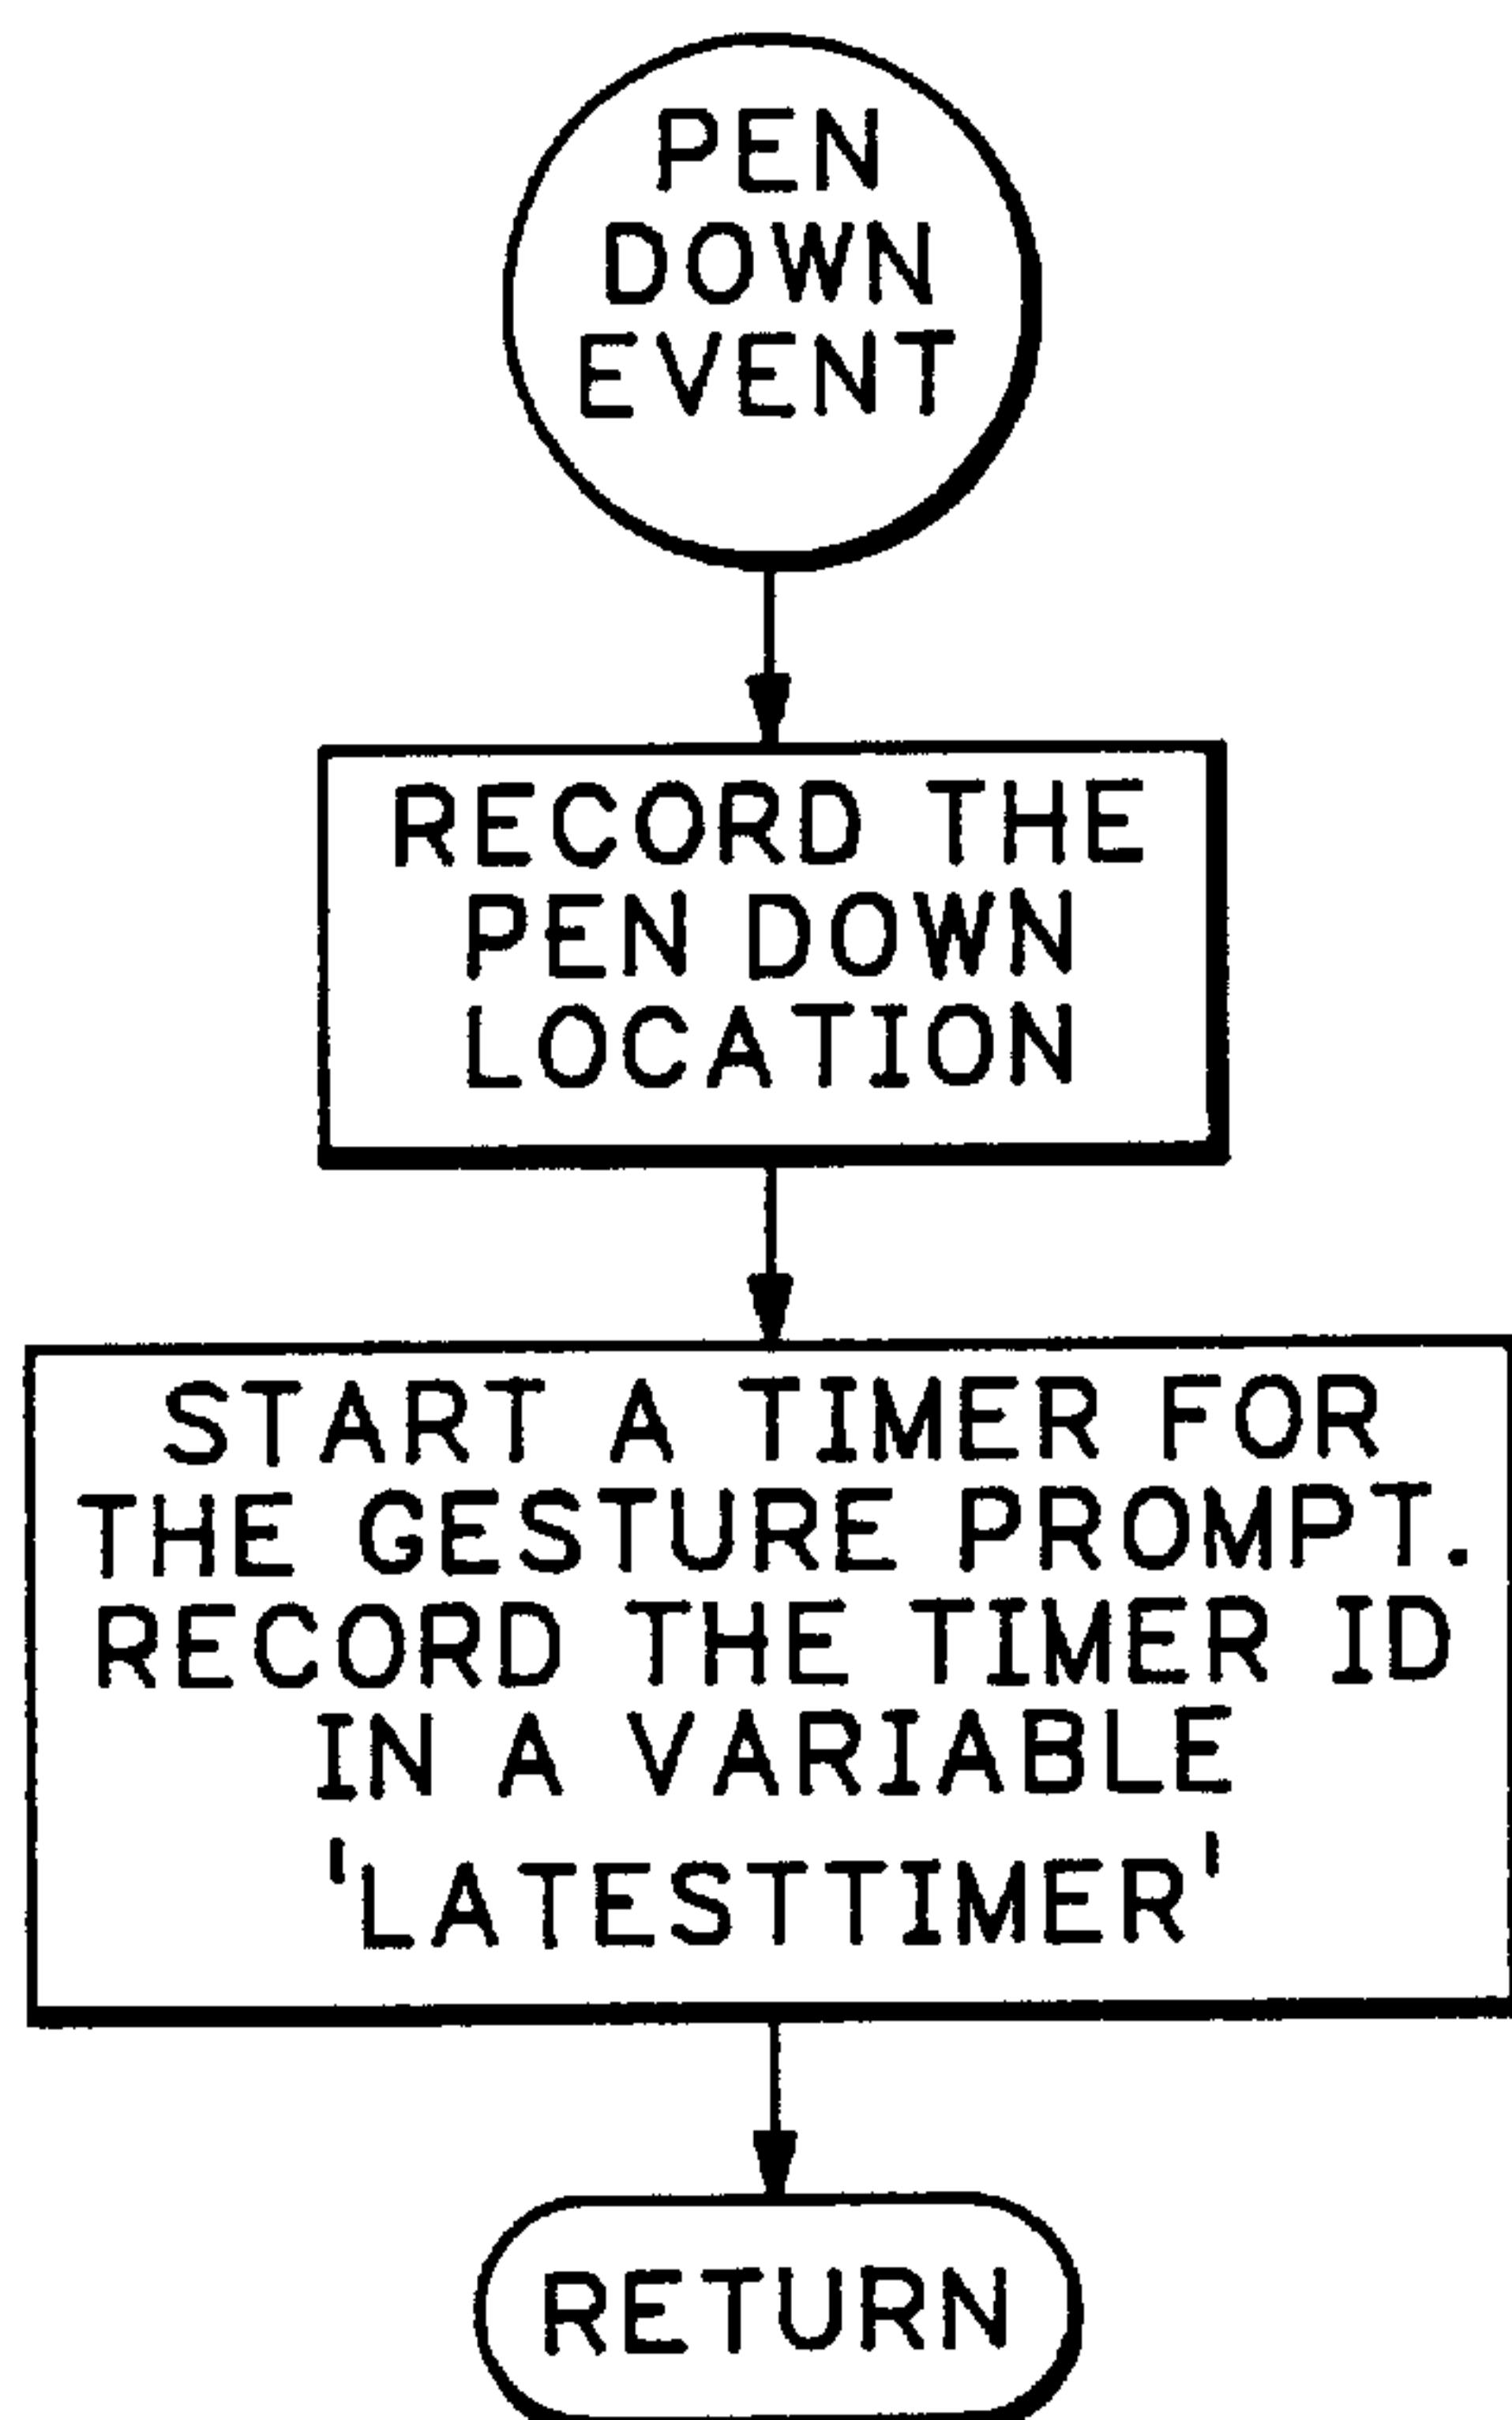 PEN
DOWN
EVENT
RECORD THE
PEN DOWN
LOCATION
START A TIMER FOR
THE GESTURE PROMPT.
RECORD THE TIMER ID
IN A VARIABLE
'LATESTTIMER'
RETURN